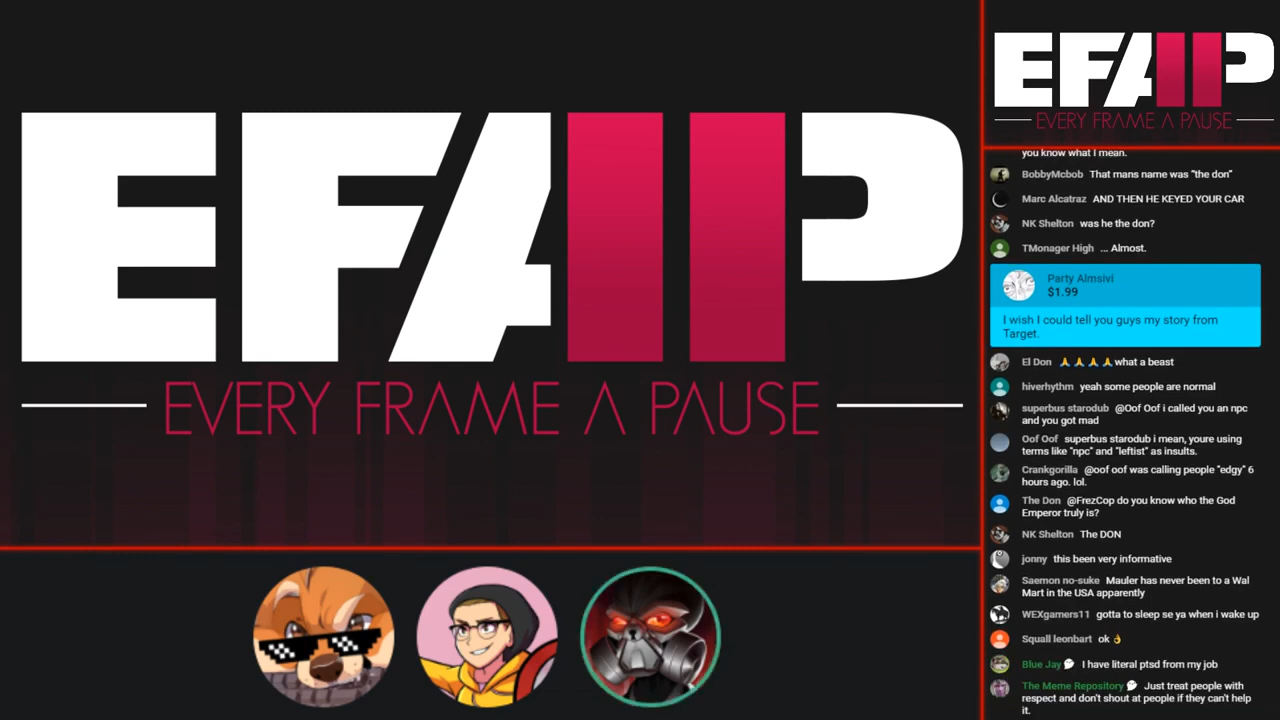 EFAP
EVERY FRAME A PAUSE
EFAP
EVERY FRAME A PAUSE
you know what I mean.
BobbyMcbob That mans name was "the don"
Marc Alcatraz AND THEN HE KEYED YOUR CAR
NK Shelton was he the don?
TMonager High ... Almost.
Party Almsivi
$1.99
I wish I could tell you guys my story from
Target.
El Don 🙏 🙏 🙏 🙏 what a beast
hiverhythm yeah some people are normal
superbus starodub @Oof Oof i called you an npc
and you got mad
Oof Oof superbus starodub i mean, youre using
terms like "npc" and "leftist" as insults.
Crankgorilla @oof oof was calling people "edgy" 6
hours ago. lol.
The Don @FrezCop do you know who the God
Emperor truly is?
NK Shelton The DON
jonny this been very informative
Saemon no-suke Mauler has never been to a Wal
Mart in the USA apparently
WEXgamers11 gotta to sleep se ya when i wake up
Squall leonbart ok 👌
Blue Jay I have literal ptsd from my job
The Meme Repository Just treat people with
respect and don't shout at people if they can't help
it.